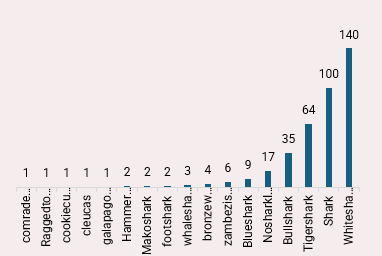 140
100
64
35
17
9
6
4
3
2
2
2
1
1
1
1
1
comrade...
Raggedto...
cookiecu...
cleucas
galapago...
Hammer...
Makoshark
footshark
whalesha...
bronzew...
zambezis...
Blueshark
Nosharkl...
Bullshark
Tigershark
Shark
Whitesha...